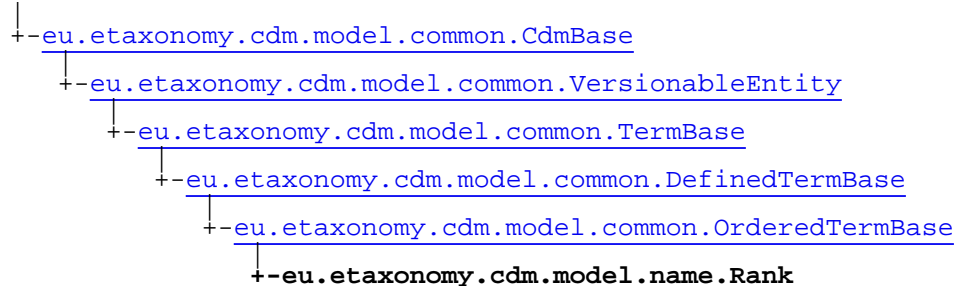 |
+-eu.etaxonomy.cdm.model.common.CdmBase
|
+-eu.etaxonomy.cdm.model.common.VersionableEntity
|
+-eu.etaxonomy.cdm.model.common.TermBase
|
+-eu.etaxonomy.cdm.model.common.DefinedTermBase
|
+-eu.etaxonomy.cdm.model.common.OrderedTermBase
|
+-eu.etaxonomy.cdm.model.name.Rank